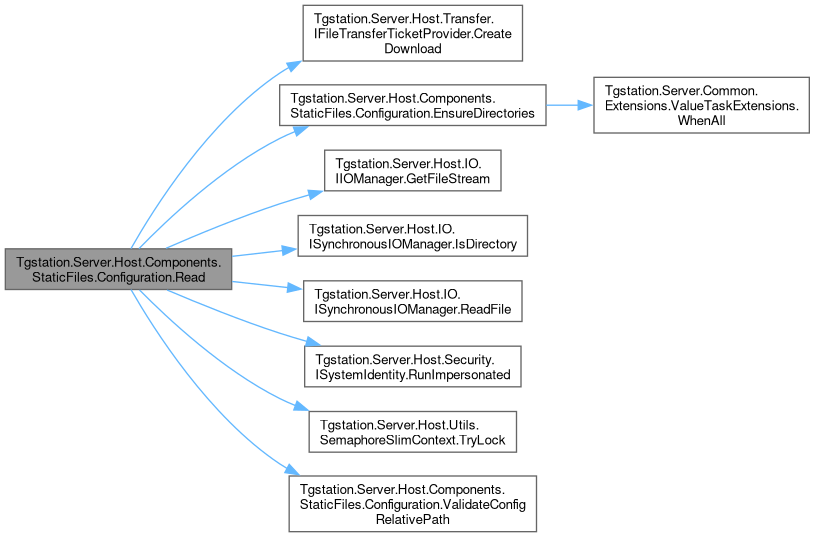 Tgstation.Server.Host.Transfer.
IFileTransferTicketProvider.Create
Download
Tgstation.Server.Host.Components.
StaticFiles.Configuration.EnsureDirectories
Tgstation.Server.Common.
Extensions.ValueTaskExtensions.
WhenAll
Tgstation.Server.Host.IO.
IIOManager.GetFileStream
Tgstation.Server.Host.IO.
ISynchronousIOManager.IsDirectory
Tgstation.Server.Host.Components.
StaticFiles.Configuration.Read
Tgstation.Server.Host.IO.
ISynchronousIOManager.ReadFile
Tgstation.Server.Host.Security.
ISystemIdentity.RunImpersonated
Tgstation.Server.Host.Utils.
SemaphoreSlimContext.TryLock
Tgstation.Server.Host.Components.
StaticFiles.Configuration.ValidateConfig
RelativePath